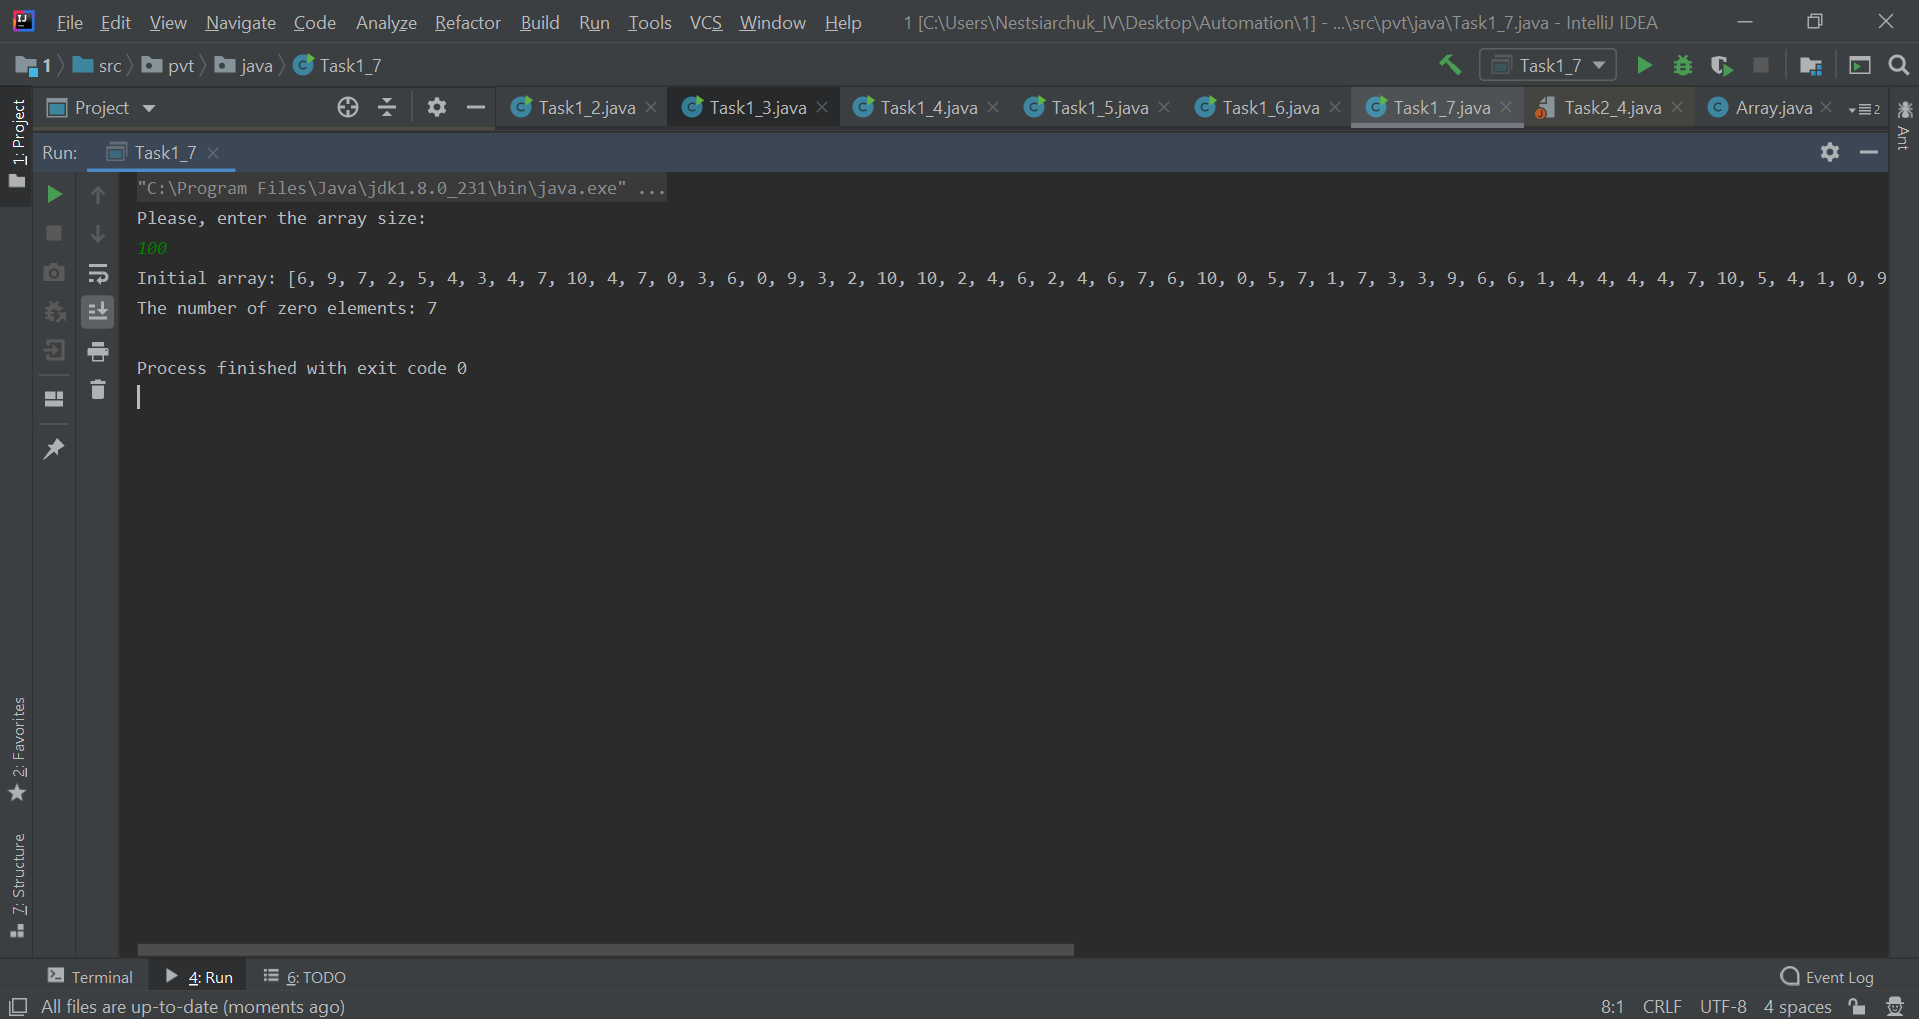 File Edit View Navigate Code Analyze Refactor Build Run Tools VCS Window Help 1 [C:\Users\Nestsiarchuk_IV\Desktop\Automation\1] - ...\src\pvt\java\Task1_7.java - IntelliJ IDEA
1 src pvt java Task1_7 Task1_7
Project Task1_2.java Task1_3.java Task1_4.java Task1_5.java Task1_6.java Task1_7.java Task2_4.java Array.java 2
1: Project
Ant
Run: Task1_7
"C:\Program Files\Java\jdk1.8.0_231\bin\java.exe" ...
Please, enter the array size:
100
Initial array: [6, 9, 7, 2, 5, 4, 3, 4, 7, 10, 4, 7, 0, 3, 6, 0, 9, 3, 2, 10, 10, 2, 4, 6, 2, 4, 6, 7, 6, 10, 0, 5, 7, 1, 7, 3, 3, 9, 6, 6, 1, 4, 4, 4, 4, 7, 10, 5, 4, 1, 0, 9
The number of zero elements: 7
Process finished with exit code 0
2: Favorites
7: Structure
Terminal 4: Run 6: TODO Event Log
All files are up-to-date (moments ago) 8:1 CRLF UTF-8 4 spaces